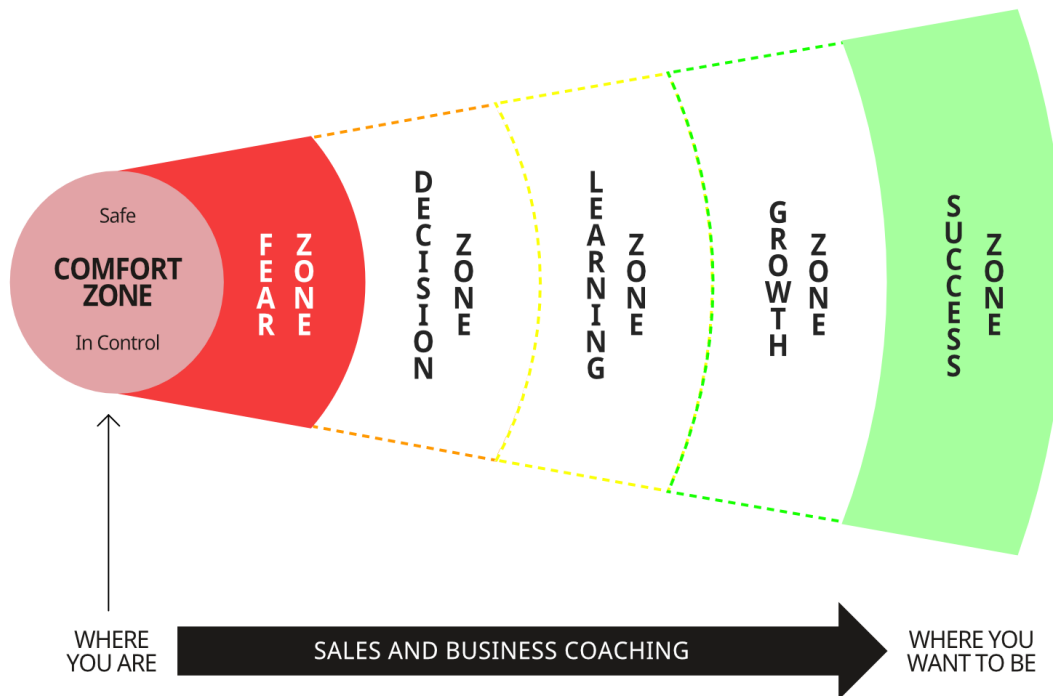 Safe
COMFORT
ZONE
In Control
FEAR
ZONE
DECISION
ZONE
LEARNING
ZONE
GROWTH
ZONE
SUCCESS
ZONE
WHERE
YOU ARE
SALES AND BUSINESS COACHING
WHERE YOU
WANT TO BE